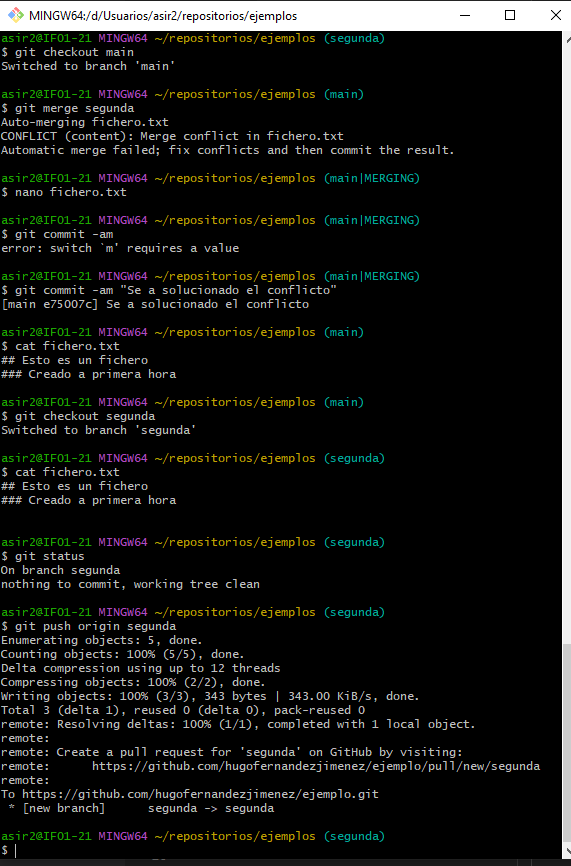 MINGW64:/d/Usuarios/asir2/repositorios/ejemplos
asir2@IF01-21 MINGW64 ~/repositorios/ejemplos (segunda)
$ git checkout main
Switched to branch 'main'
asir2@IF01-21 MINGW64 ~/repositorios/ejemplos (main)
$ git merge segunda
Auto-merging fichero.txt
CONFLICT (content): Merge conflict in fichero.txt
Automatic merge failed; fix conflicts and then commit the result.
asir2@IF01-21 MINGW64 ~/repositorios/ejemplos (main|MERGING)
$ nano fichero.txt
asir2@IF01-21 MINGW64 ~/repositorios/ejemplos (main|MERGING)
$ git commit -am
error: switch `m' requires a value
asir2@IF01-21 MINGW64 ~/repositorios/ejemplos (main|MERGING)
$ git commit -am "Se a solucionado el conflicto"
[main e75007c] Se a solucionado el conflicto
asir2@IF01-21 MINGW64 ~/repositorios/ejemplos (main)
$ cat fichero.txt
## Esto es un fichero
### Creado a primera hora
asir2@IF01-21 MINGW64 ~/repositorios/ejemplos (main)
$ git checkout segunda
Switched to branch 'segunda'
asir2@IF01-21 MINGW64 ~/repositorios/ejemplos (segunda)
$ cat fichero.txt
## Esto es un fichero
### Creado a primera hora
asir2@IF01-21 MINGW64 ~/repositorios/ejemplos (segunda)
$ git status
On branch segunda
nothing to commit, working tree clean
asir2@IF01-21 MINGW64 ~/repositorios/ejemplos (segunda)
$ git push origin segunda
Enumerating objects: 5, done.
Counting objects: 100% (5/5), done.
Delta compression using up to 12 threads
Compressing objects: 100% (2/2), done.
Writing objects: 100% (3/3), 343 bytes | 343.00 KiB/s, done.
Total 3 (delta 1), reused 0 (delta 0), pack-reused 0
remote: Resolving deltas: 100% (1/1), completed with 1 local object.
remote:
remote: Create a pull request for 'segunda' on GitHub by visiting:
remote:      https://github.com/hugofernandezjimenez/ejemplo/pull/new/segunda
remote:
To https://github.com/hugofernandezjimenez/ejemplo.git
 * [new branch]      segunda -> segunda
asir2@IF01-21 MINGW64 ~/repositorios/ejemplos (segunda)
$